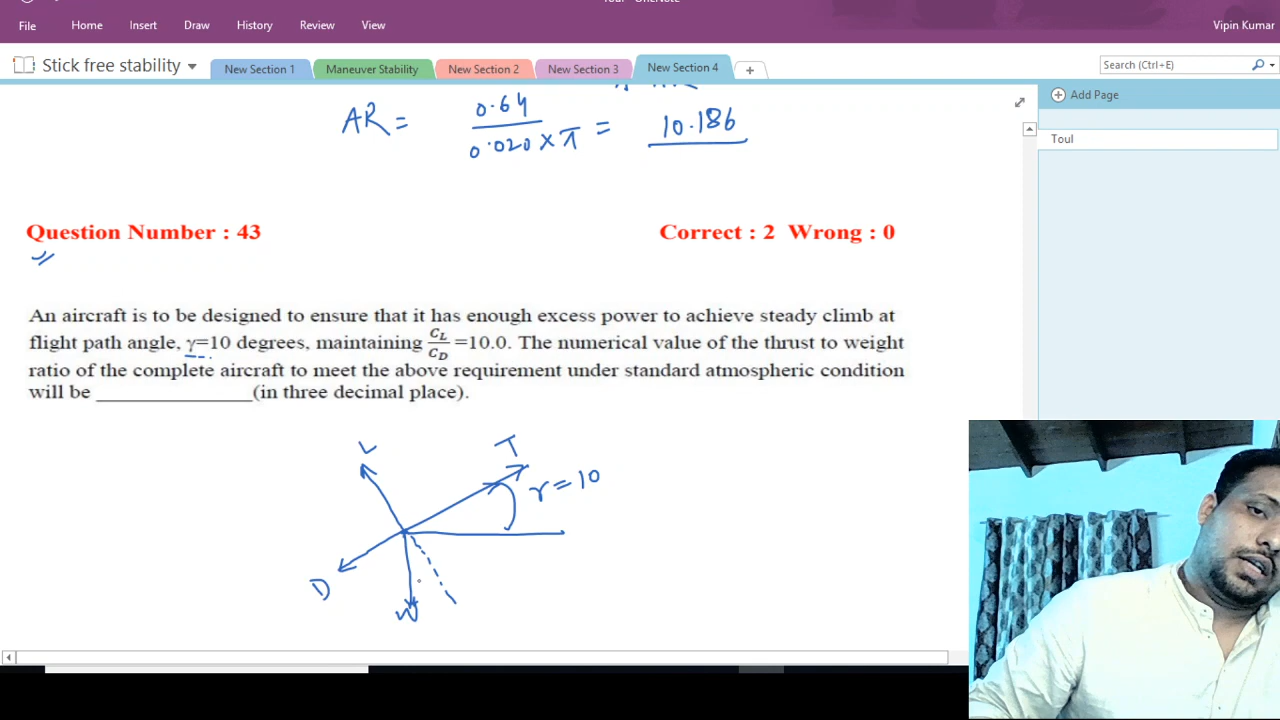 Tour - OneNote
File Home Insert Draw History Review View Vipin Kumar
Stick free stability New Section 1 Maneuver Stability New Section 2 New Section 3 New Section 4 Search (Ctrl+E)
Add Page
Toul
AR = 0.64 / 0.020 × π = 10.186
Question Number : 43 Correct : 2 Wrong : 0
An aircraft is to be designed to ensure that it has enough excess power to achieve steady climb at
flight path angle, γ=10 degrees, maintaining C_L/C_D =10.0. The numerical value of the thrust to weight
ratio of the complete aircraft to meet the above requirement under standard atmospheric condition
will be ______________ (in three decimal place).
L T
γ = 10
D
W